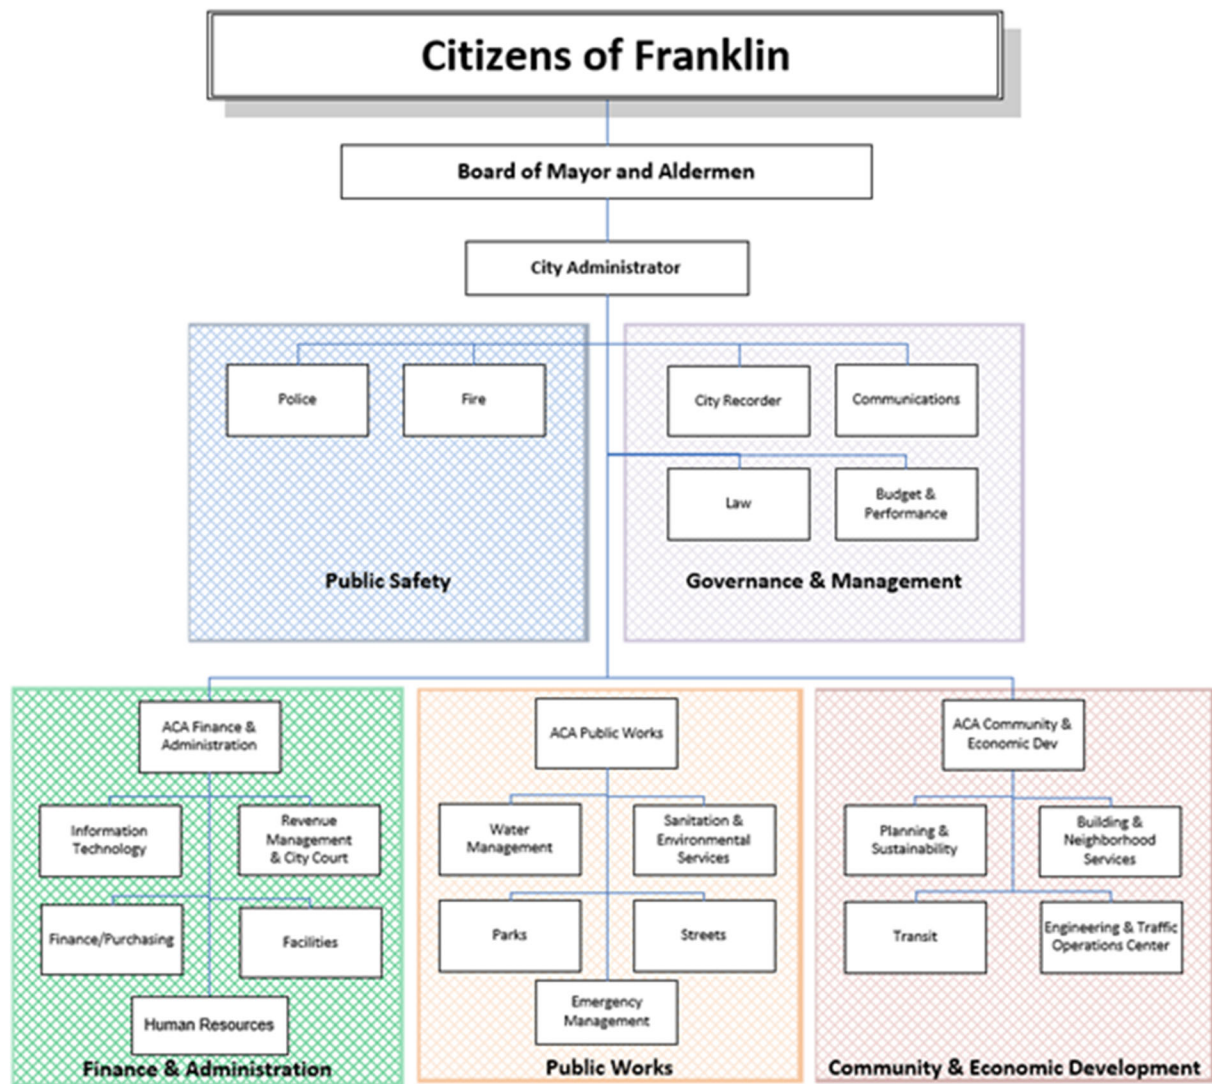 Citizens of Franklin
Board of Mayor and Aldermen
City Administrator
Police
Fire
City Recorder
Communications
Law
Budget &
Performance
Public Safety
Governance & Management
ACA Finance &
Administration
Information
Technology
Revenue
Management
& City Court
Finance/Purchasing
Facilities
Human Resources
Finance & Administration
ACA Public Works
Water
Management
Sanitation &
Environmental
Services
Parks
Streets
Emergency
Management
Public Works
ACA Community &
Economic Dev
Planning &
Sustainability
Building &
Neighborhood
Services
Transit
Engineering & Traffic
Operations Center
Community & Economic Development